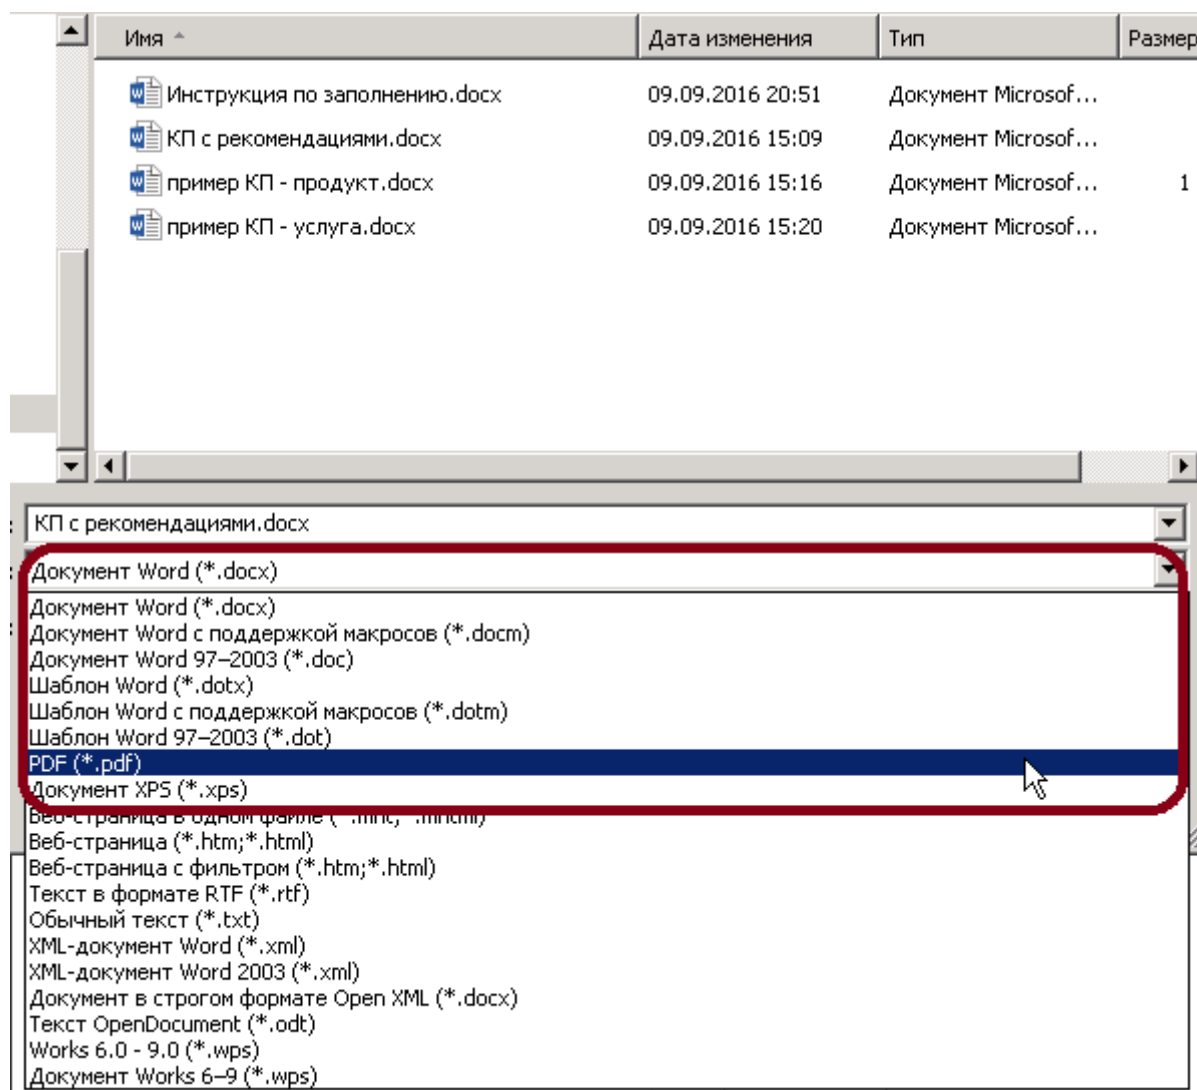 Имя Дата изменения Тип Размер
Инструкция по заполнению.docx 09.09.2016 20:51 Документ Microsof...
КП с рекомендациями.docx 09.09.2016 15:09 Документ Microsof...
пример КП - продукт.docx 09.09.2016 15:16 Документ Microsof... 1
пример КП - услуга.docx 09.09.2016 15:20 Документ Microsof...
КП с рекомендациями.docx
Документ Word (*.docx)
Документ Word (*.docx)
Документ Word с поддержкой макросов (*.docm)
Документ Word 97–2003 (*.doc)
Шаблон Word (*.dotx)
Шаблон Word с поддержкой макросов (*.dotm)
Шаблон Word 97–2003 (*.dot)
PDF (*.pdf)
Документ XPS (*.xps)
Веб-страница в одном файле (*.mht; *.mhtml)
Веб-страница (*.htm;*.html)
Веб-страница с фильтром (*.htm;*.html)
Текст в формате RTF (*.rtf)
Обычный текст (*.txt)
XML-документ Word (*.xml)
XML-документ Word 2003 (*.xml)
Документ в строгом формате Open XML (*.docx)
Текст OpenDocument (*.odt)
Works 6.0 - 9.0 (*.wps)
Документ Works 6–9 (*.wps)